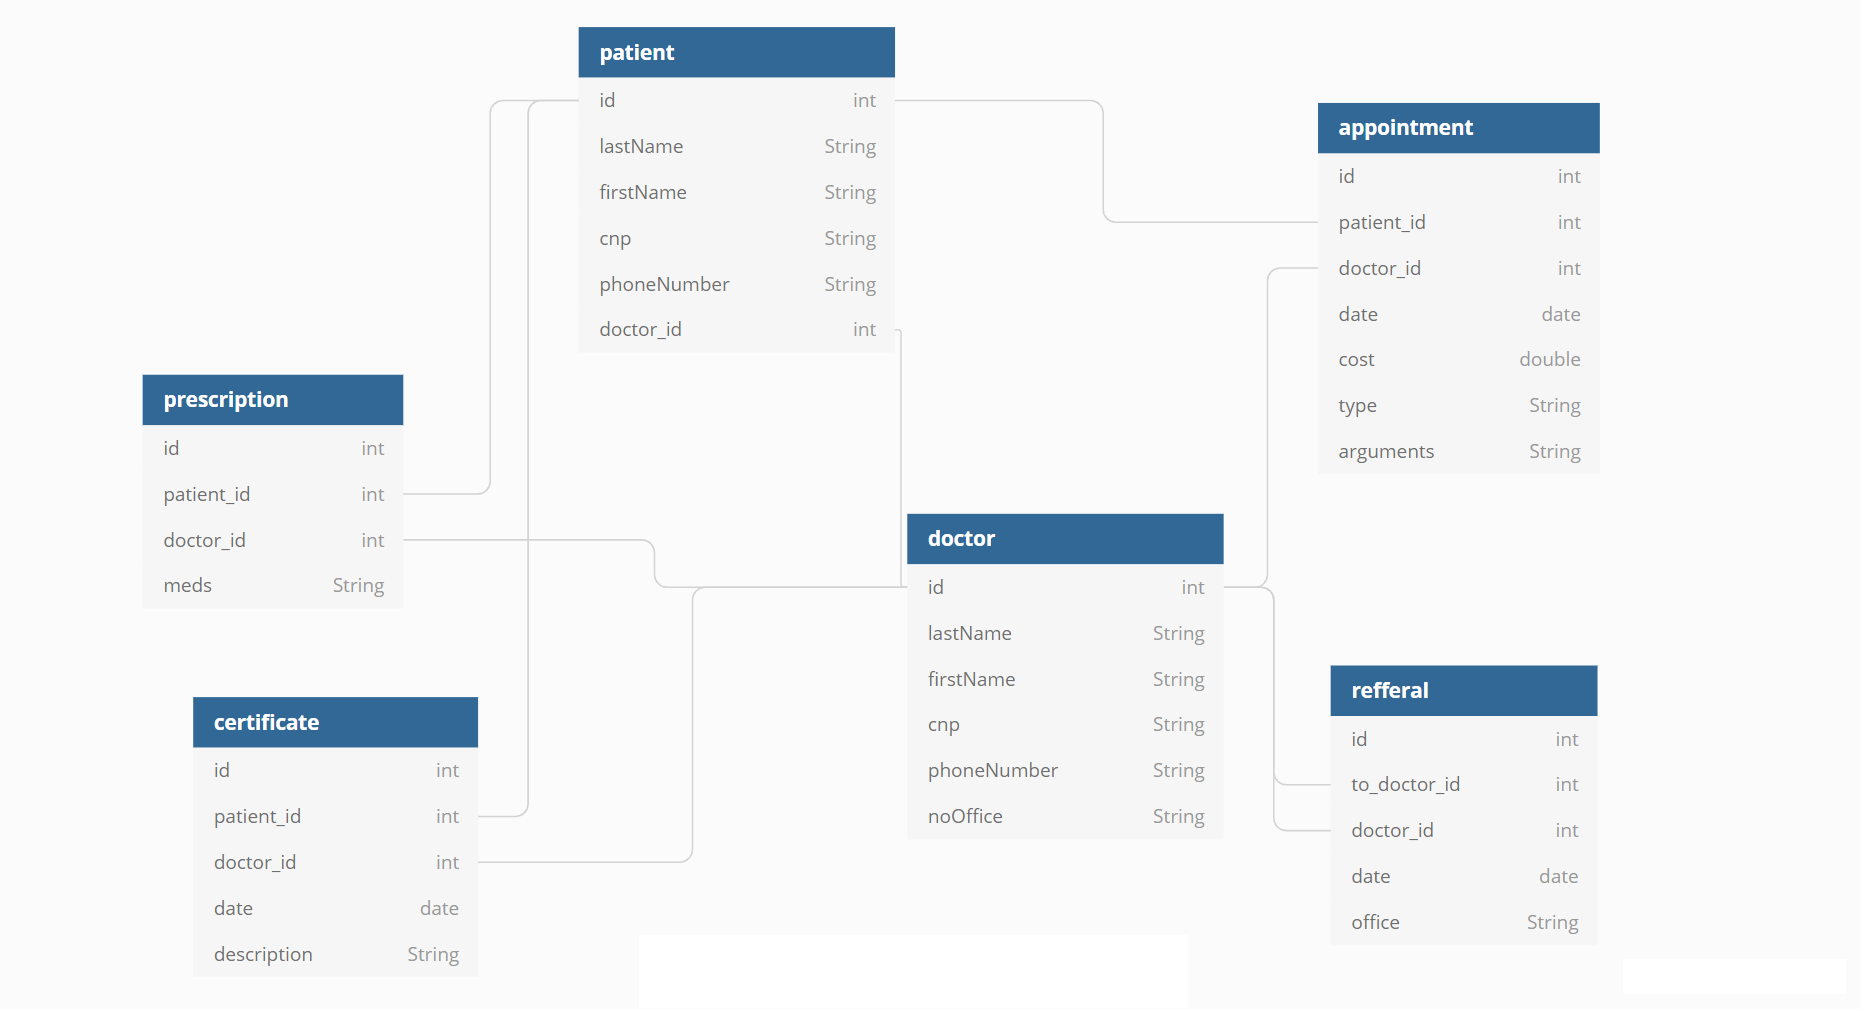 patient
id int
lastName String
firstName String
cnp String
phoneNumber String
doctor_id int
appointment
id int
patient_id int
doctor_id int
date date
cost double
type String
arguments String
prescription
id int
patient_id int
doctor_id int
meds String
doctor
id int
lastName String
firstName String
cnp String
phoneNumber String
noOffice String
certificate
id int
patient_id int
doctor_id int
date date
description String
refferal
id int
to_doctor_id int
doctor_id int
date date
office String